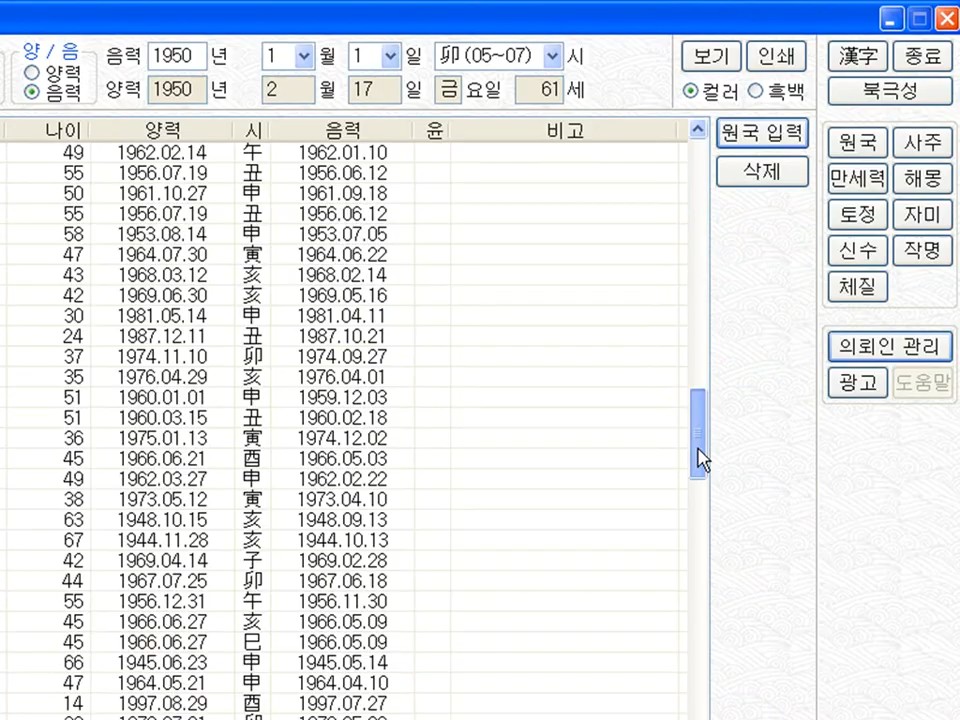 양 / 음
양력
음력
음력 1950 년 1 월 1 일 卯(05~07) 시
양력 1950 년 2 월 17 일 금 요일 61 세
보기 인쇄
컬러 흑백
漢字 종료
북극성
원국 입력
삭제
원국 사주
만세력 해몽
토정 자미
신수 작명
체질
의뢰인 관리
광고 도움말
나이 양력 시 음력 윤 비고
49 1962.02.14 午 1962.01.10
55 1956.07.19 丑 1956.06.12
50 1961.10.27 申 1961.09.18
55 1956.07.19 丑 1956.06.12
58 1953.08.14 申 1953.07.05
47 1964.07.30 寅 1964.06.22
43 1968.03.12 亥 1968.02.14
42 1969.06.30 亥 1969.05.16
30 1981.05.14 申 1981.04.11
24 1987.12.11 丑 1987.10.21
37 1974.11.10 卯 1974.09.27
35 1976.04.29 亥 1976.04.01
51 1960.01.01 申 1959.12.03
51 1960.03.15 丑 1960.02.18
36 1975.01.13 寅 1974.12.02
45 1966.06.21 酉 1966.05.03
49 1962.03.27 申 1962.02.22
38 1973.05.12 寅 1973.04.10
63 1948.10.15 亥 1948.09.13
67 1944.11.28 亥 1944.10.13
42 1969.04.14 子 1969.02.28
44 1967.07.25 卯 1967.06.18
55 1956.12.31 午 1956.11.30
45 1966.06.27 亥 1966.05.09
45 1966.06.27 巳 1966.05.09
66 1945.06.23 申 1945.05.14
47 1964.05.21 申 1964.04.10
14 1997.08.29 酉 1997.07.27